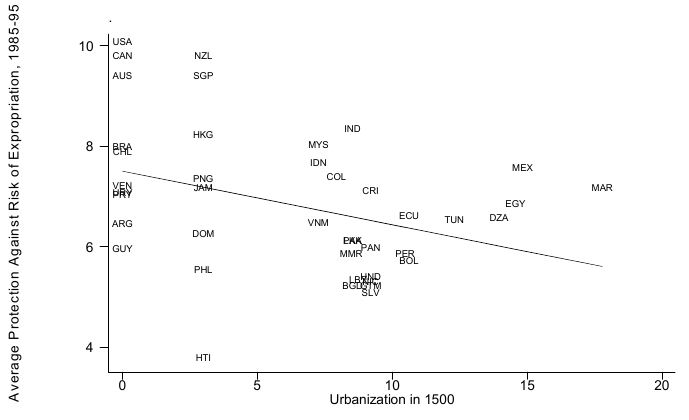 Average Protection Against Risk of Expropriation, 1985-95
10
8
6
4
USA
CAN
NZL
AUS
SGP
IND
HKG
BRA
MYS
CHL
IDN
MEX
COL
PNG
VEN
JAM
MAR
CRI
PRY
EGY
ECU
DZA
TUN
ARG
VNM
DOM
PAK
GUY
PAN
MMR
PER
BOL
PHL
HND
SLV
HTI
0
5
10
15
20
Urbanization in 1500